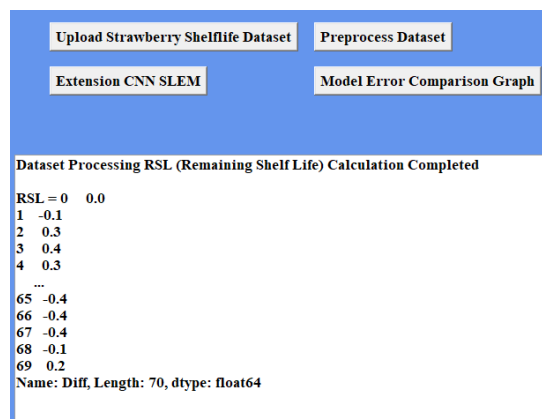 Upload Strawberry Shelflife Dataset
Preprocess Dataset
Extension CNN SLEM
Model Error Comparison Graph
Dataset Processing RSL (Remaining Shelf Life) Calculation Completed
RSL = 0 0.0
1 -0.1
2 0.3
3 0.4
4 0.3
...
65 -0.4
66 -0.4
67 -0.4
68 -0.1
69 0.2
Name: Diff, Length: 70, dtype: float64